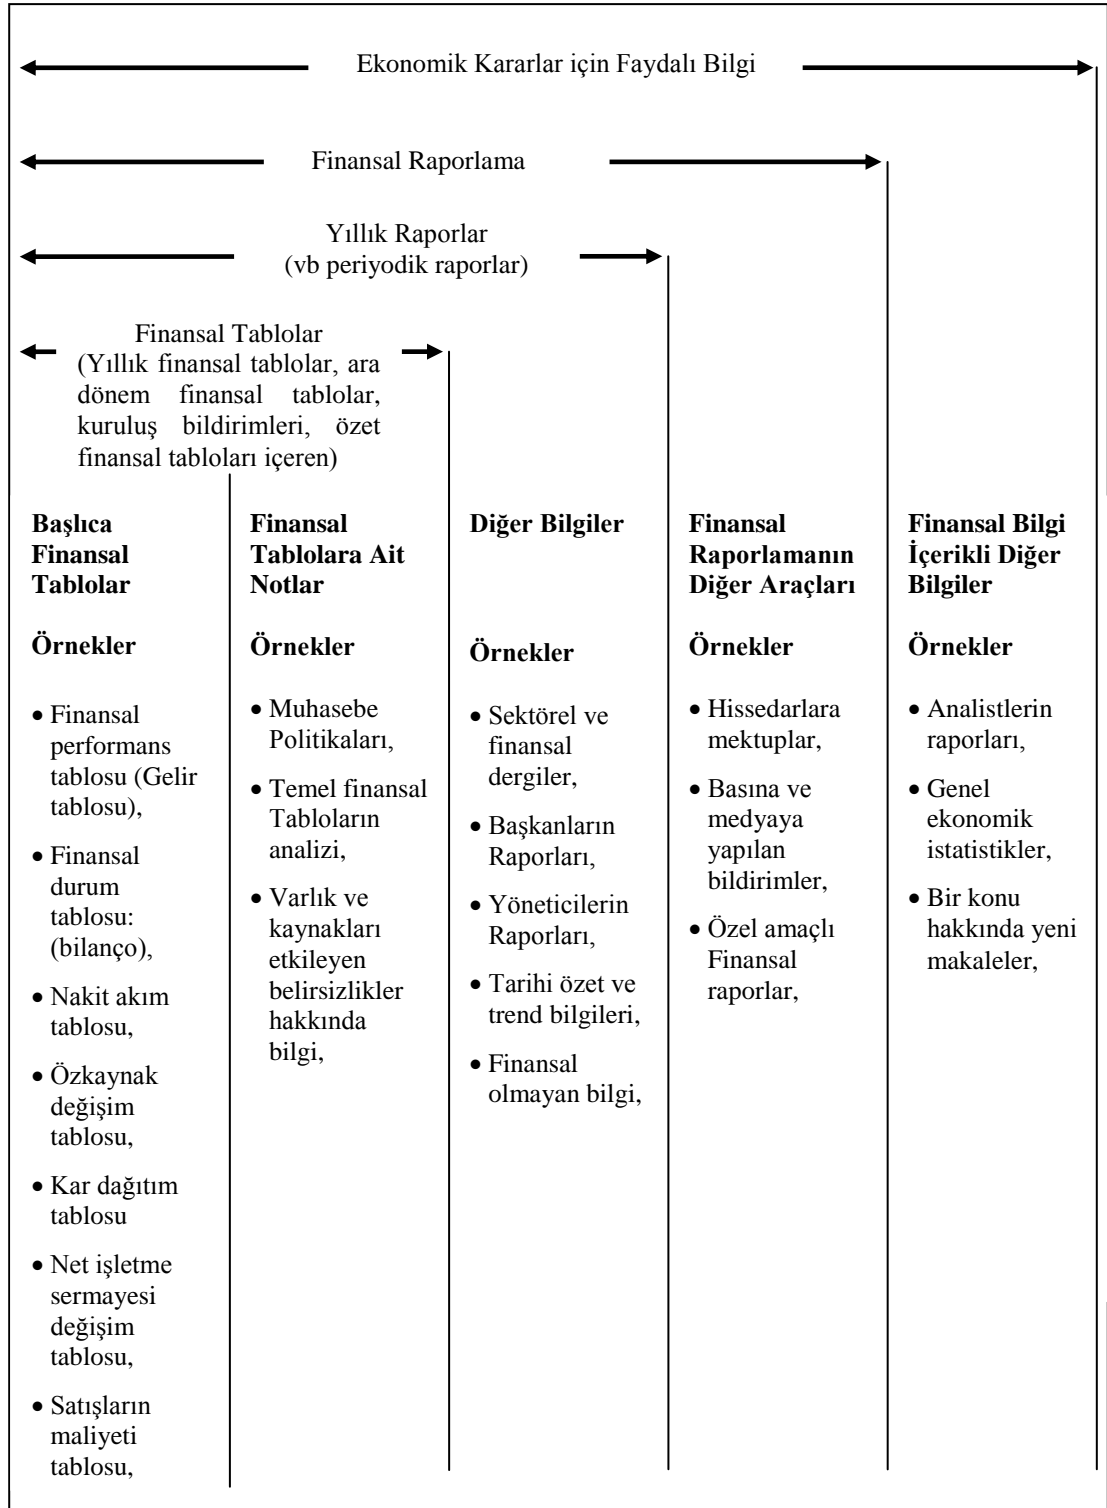 Ekonomik Kararlar için Faydalı Bilgi
Finansal Raporlama
Yıllık Raporlar
(vb periyodik raporlar)
Finansal Tablolar
(Yıllık finansal tablolar, ara
dönem finansal tablolar,
kuruluş bildirimleri, özet
finansal tabloları içeren)
Başlıca
Finansal
Tablolar
Örnekler
• Finansal
performans
tablosu (Gelir
tablosu),
• Finansal
durum
tablosu:
(bilanço),
• Nakit akım
tablosu,
• Özkaynak
değişim
tablosu,
• Kar dağıtım
tablosu
• Net işletme
sermayesi
değişim
tablosu,
• Satışların
maliyeti
tablosu,
Finansal
Tablolara Ait
Notlar
Örnekler
• Muhasebe
Politikaları,
• Temel finansal
Tabloların
analizi,
• Varlık ve
kaynakları
etkileyen
belirsizlikler
hakkında
bilgi,
Diğer Bilgiler
Örnekler
• Sektörel ve
finansal
dergiler,
• Başkanların
Raporları,
• Yöneticilerin
Raporları,
• Tarihi özet ve
trend bilgileri,
• Finansal
olmayan bilgi,
Finansal
Raporlamanın
Diğer Araçları
Örnekler
• Hissedarlara
mektuplar,
• Basına ve
medyaya
yapılan
bildirimler,
• Özel amaçlı
Finansal
raporlar,
Finansal Bilgi
İçerikli Diğer
Bilgiler
Örnekler
• Analistlerin
raporları,
• Genel
ekonomik
istatistikler,
• Bir konu
hakkında yeni
makaleler,